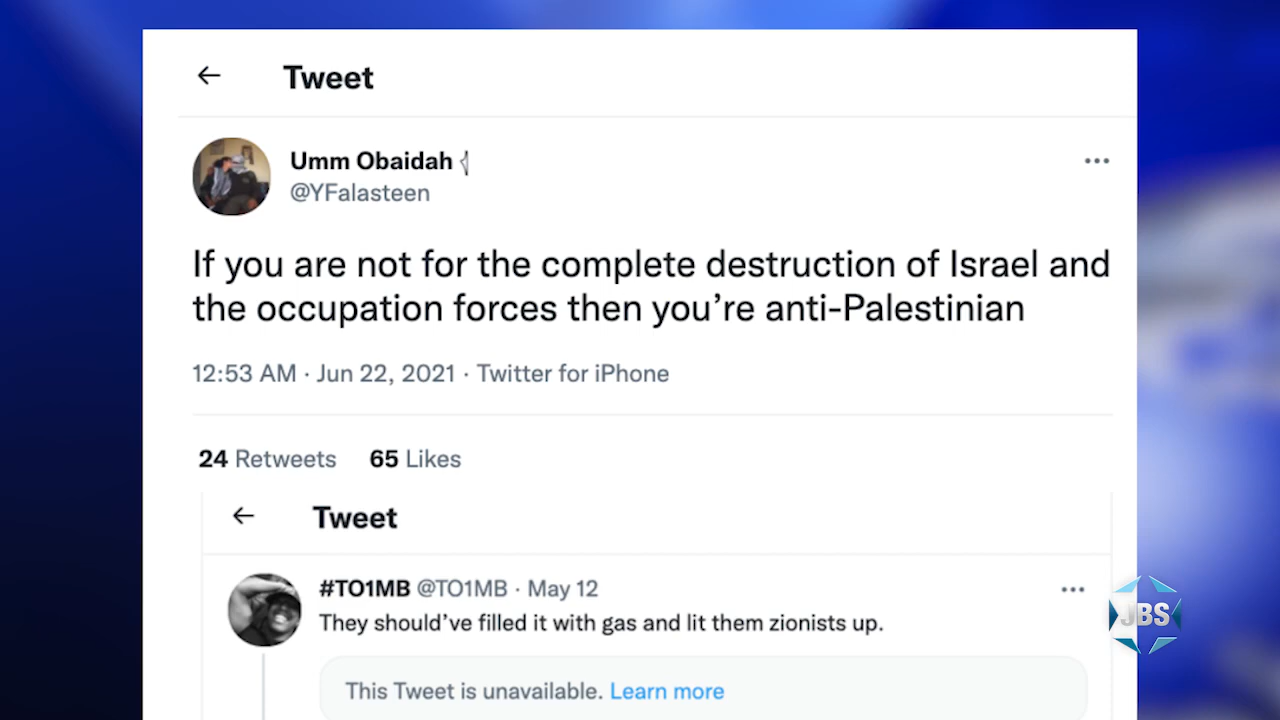 Tweet
Umm Obaidah
@YFalasteen
If you are not for the complete destruction of Israel and
the occupation forces then you’re anti-Palestinian
12:53 AM · Jun 22, 2021 · Twitter for iPhone
24 Retweets 65 Likes
Tweet
#TO1MB @TO1MB · May 12
They should’ve filled it with gas and lit them zionists up.
This Tweet is unavailable. Learn more
JBS